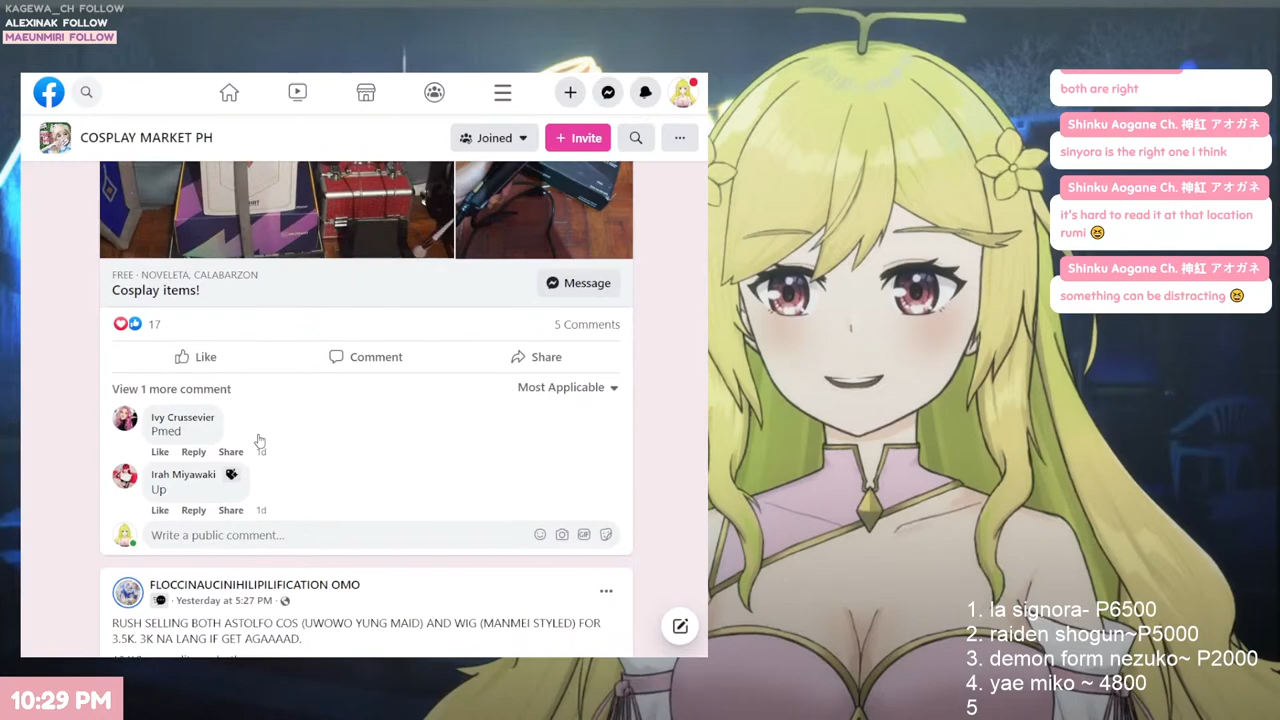 KAGEWA_CH FOLLOW
ALEXINAK FOLLOW
MAEUNMIRI FOLLOW
COSPLAY MARKET PH
Joined
+ Invite
FREE · NOVELETA, CALABARZON
Cosplay items!
Message
17
5 Comments
Like
Comment
Share
View 1 more comment
Most Applicable
Ivy Crussevier
Pmed
Like Reply Share 1d
Irah Miyawaki
Up
Like Reply Share 1d
Write a public comment...
GIF
FLOCCINAUCINIHILIPILIFICATION OMO
· Yesterday at 5:27 PM ·
RUSH SELLING BOTH ASTOLFO COS (UWOWO YUNG MAID) AND WIG (MANMEI STYLED) FOR
3.5K. 3K NA LANG IF GET AGAAAAD.
10:29 PM
both are right
Shinku Aogane Ch. 神紅 アオガネ
sinyora is the right one i think
Shinku Aogane Ch. 神紅 アオガネ
it's hard to read it at that location
rumi 😆
Shinku Aogane Ch. 神紅 アオガネ
something can be distracting 😆
1. la signora- P6500
2. raiden shogun~P5000
3. demon form nezuko~ P2000
4. yae miko ~ 4800
5